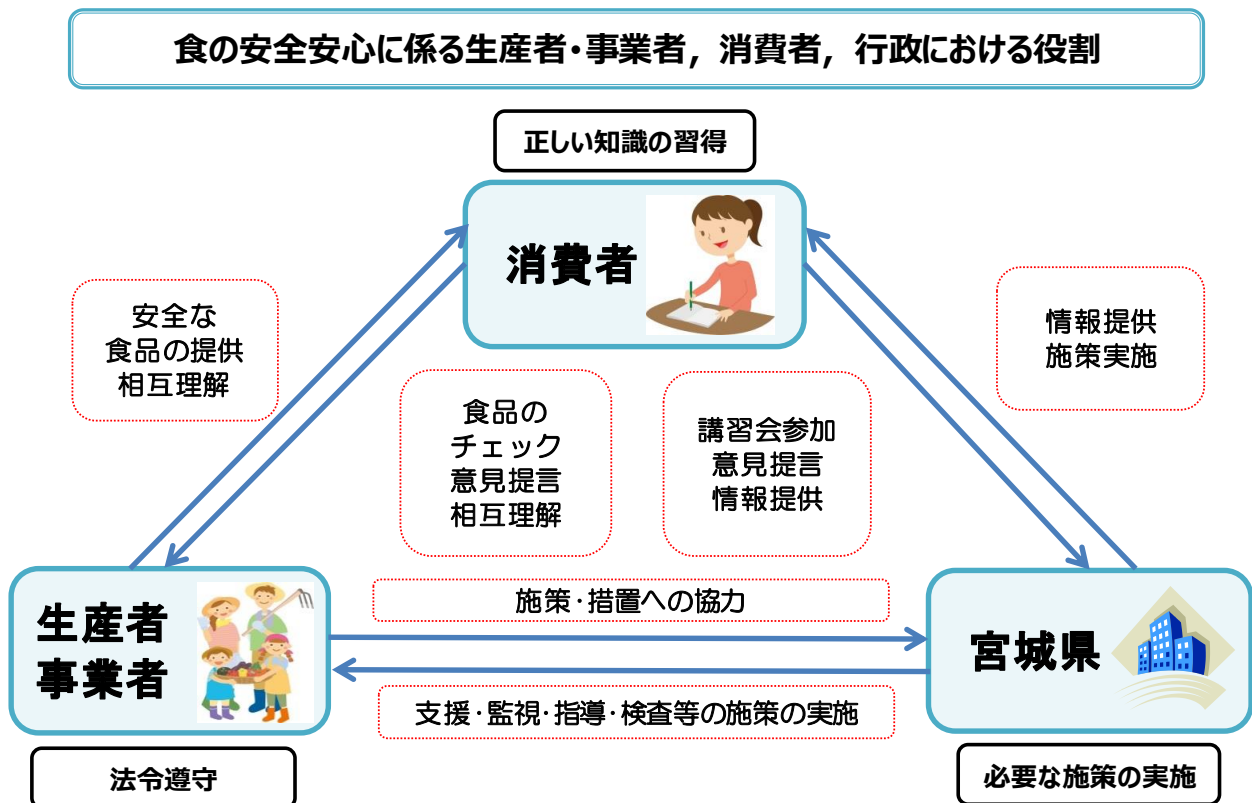 食の安全安心に係る生産者・事業者，消費者，行政における役割
正しい知識の習得
消費者
安全な
食品の提供
相互理解
食品の
チェック
意見提言
相互理解
講習会参加
意見提言
情報提供
情報提供
施策実施
生産者
事業者
施策・措置への協力
支援・監視・指導・検査等の施策の実施
宮城県
法令遵守
必要な施策の実施